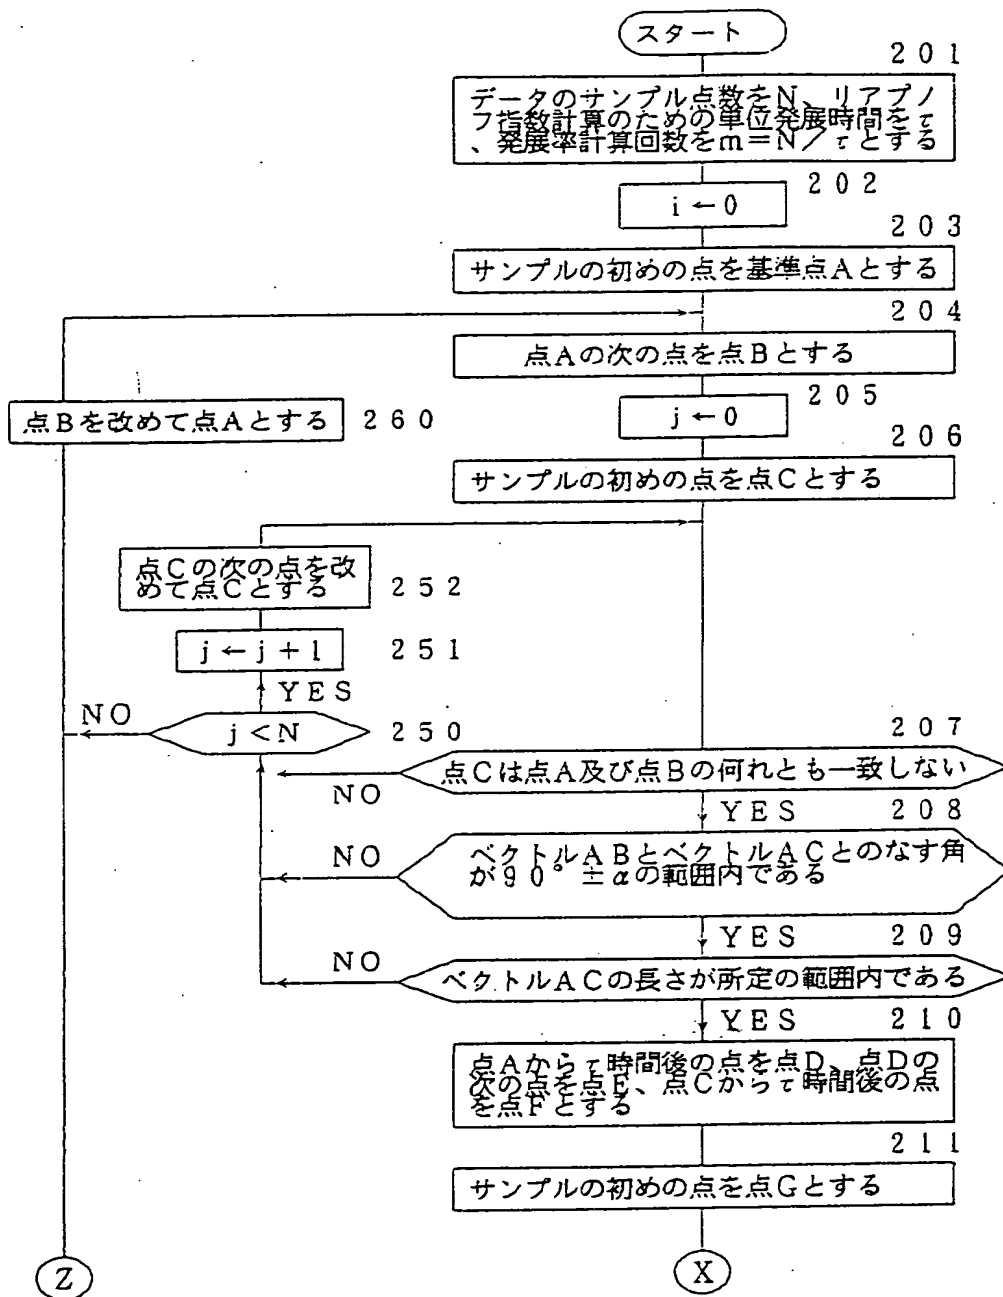 スタート
201
データのサンプル点数をN、リアプノ
フ指数計算のための単位発展時間をτ
、発展率計算回数をm=N/τとする
202
i←0
203
サンプルの初めの点を基準点Aとする
204
点Aの次の点を点Bとする
205
点Bを改めて点Aとする
260
j←0
206
サンプルの初めの点を点Cとする
点Cの次の点を改
めて点Cとする
252
j←j+1
251
YES
NO
j<N
250
207
点Cは点A及び点Bの何れとも一致しない
NO
YES
208
ベクトルABとベクトルACとのなす角
が90°±αの範囲内である
NO
YES
209
NO
ベクトルACの長さが所定の範囲内である
YES
210
点Aからτ時間後の点を点D、点Dの
次の点を点E、点Cからτ時間後の点
を点Fとする
211
サンプルの初めの点を点Gとする
Z
X